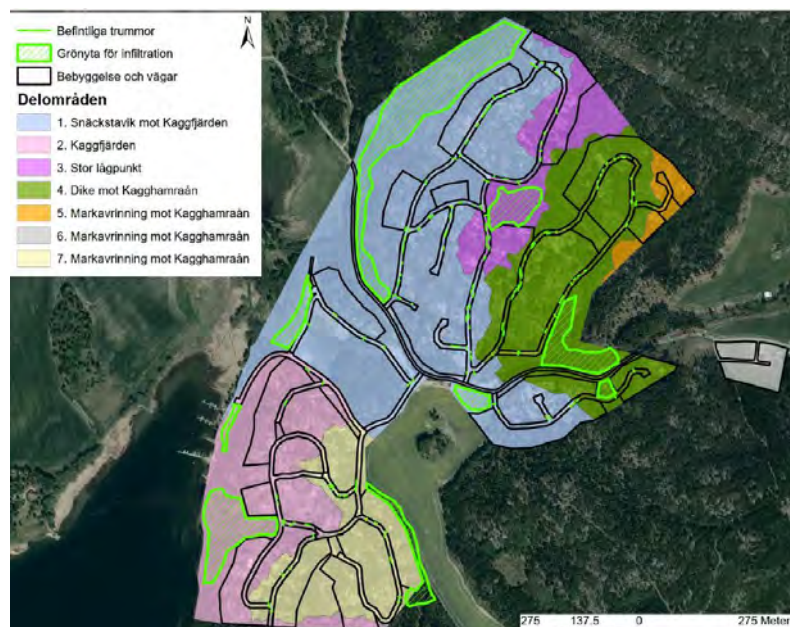 Befintliga trummor
Grönyta för infiltration
Bebyggelse och vägar
Delområden
1. Snäckstavik mot Kaggfjärden
2. Kaggfjärden
3. Stor lågpunkt
4. Dike mot Kagghamraån
5. Markavrinning mot Kagghamraån
6. Markavrinning mot Kagghamraån
7. Markavrinning mot Kagghamraån
N
275 137.5 0 275 Meter